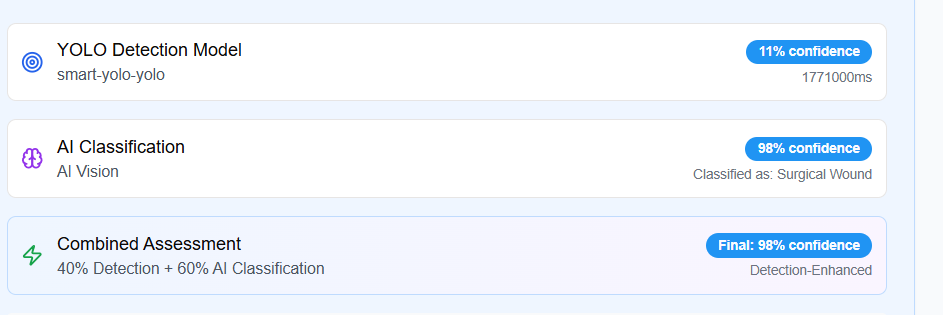 YOLO Detection Model
11% confidence
smart-yolo-yolo
1771000ms
AI Classification
98% confidence
AI Vision
Classified as: Surgical Wound
Combined Assessment
Final: 98% confidence
40% Detection + 60% AI Classification
Detection-Enhanced